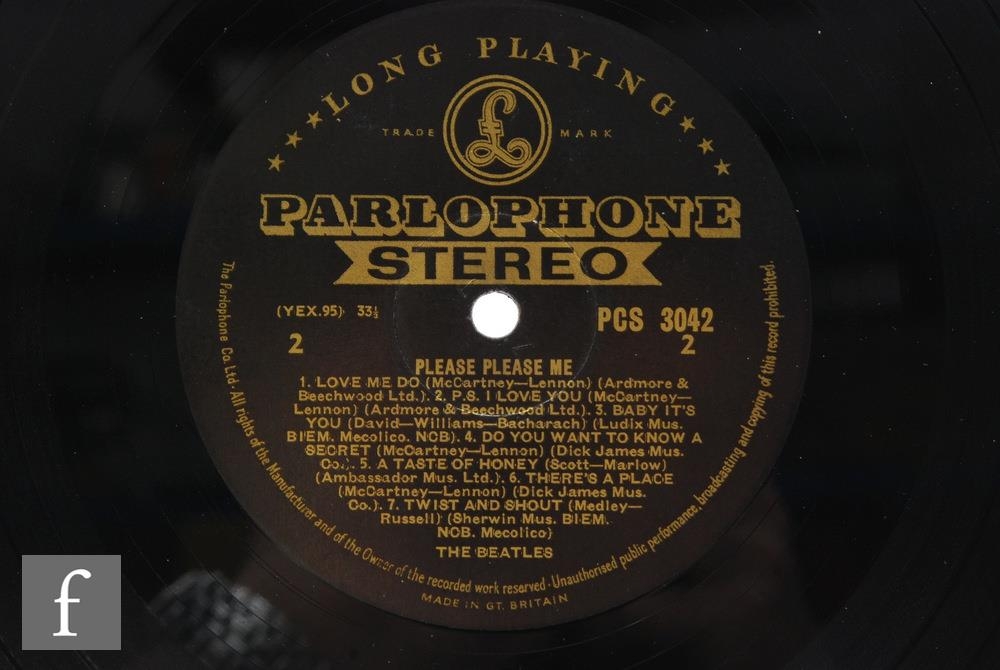 LONG PLAYING
TRADE MARK
£
PARLOPHONE
STEREO
(YEX.95) 33⅓
PCS 3042
2
2
PLEASE PLEASE ME
1. LOVE ME DO (McCartney—Lennon) (Ardmore &
Beechwood Ltd.). 2. P.S. I LOVE YOU (McCartney—
Lennon) (Ardmore & Beechwood Ltd.). 3. BABY IT'S
YOU (David—Williams—Bacharach) (Ludix Mus.
BIEM. Mecolico. NCB). 4. DO YOU WANT TO KNOW A
SECRET (McCartney—Lennon) (Dick James Mus.
Co.). 5. A TASTE OF HONEY (Scott—Marlow)
(Ambassador Mus. Ltd.). 6. THERE'S A PLACE
(McCartney—Lennon) (Dick James Mus.
Co.). 7. TWIST AND SHOUT (Medley—
Russell) (Sherwin Mus. BIEM.
NCB. Mecolico)
THE BEATLES
The Parlophone Co. Ltd. All rights of the Manufacturer and of the Owner of the recorded work reserved. Unauthorised public performance, broadcasting and copying of this record prohibited.
MADE IN GT. BRITAIN
f